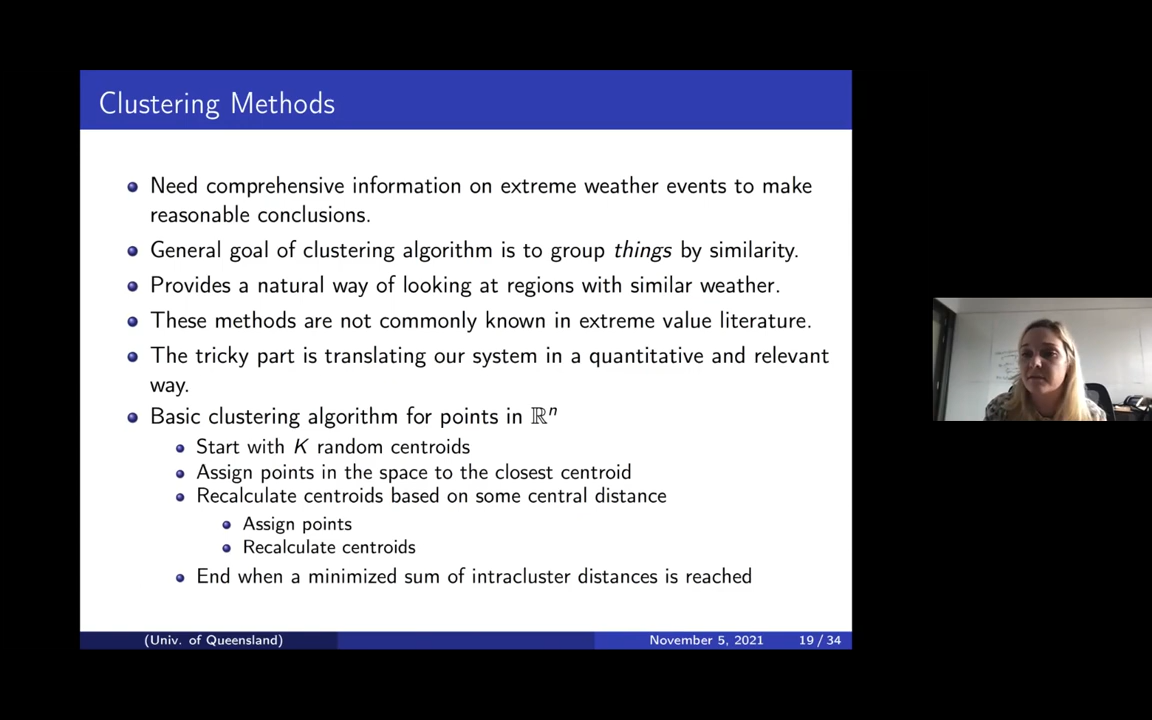 Clustering Methods
Need comprehensive information on extreme weather events to make
reasonable conclusions.
General goal of clustering algorithm is to group things by similarity.
Provides a natural way of looking at regions with similar weather.
These methods are not commonly known in extreme value literature.
The tricky part is translating our system in a quantitative and relevant
way.
Basic clustering algorithm for points in ℝⁿ
Start with K random centroids
Assign points in the space to the closest centroid
Recalculate centroids based on some central distance
Assign points
Recalculate centroids
End when a minimized sum of intracluster distances is reached
(Univ. of Queensland) November 5, 2021 19 / 34